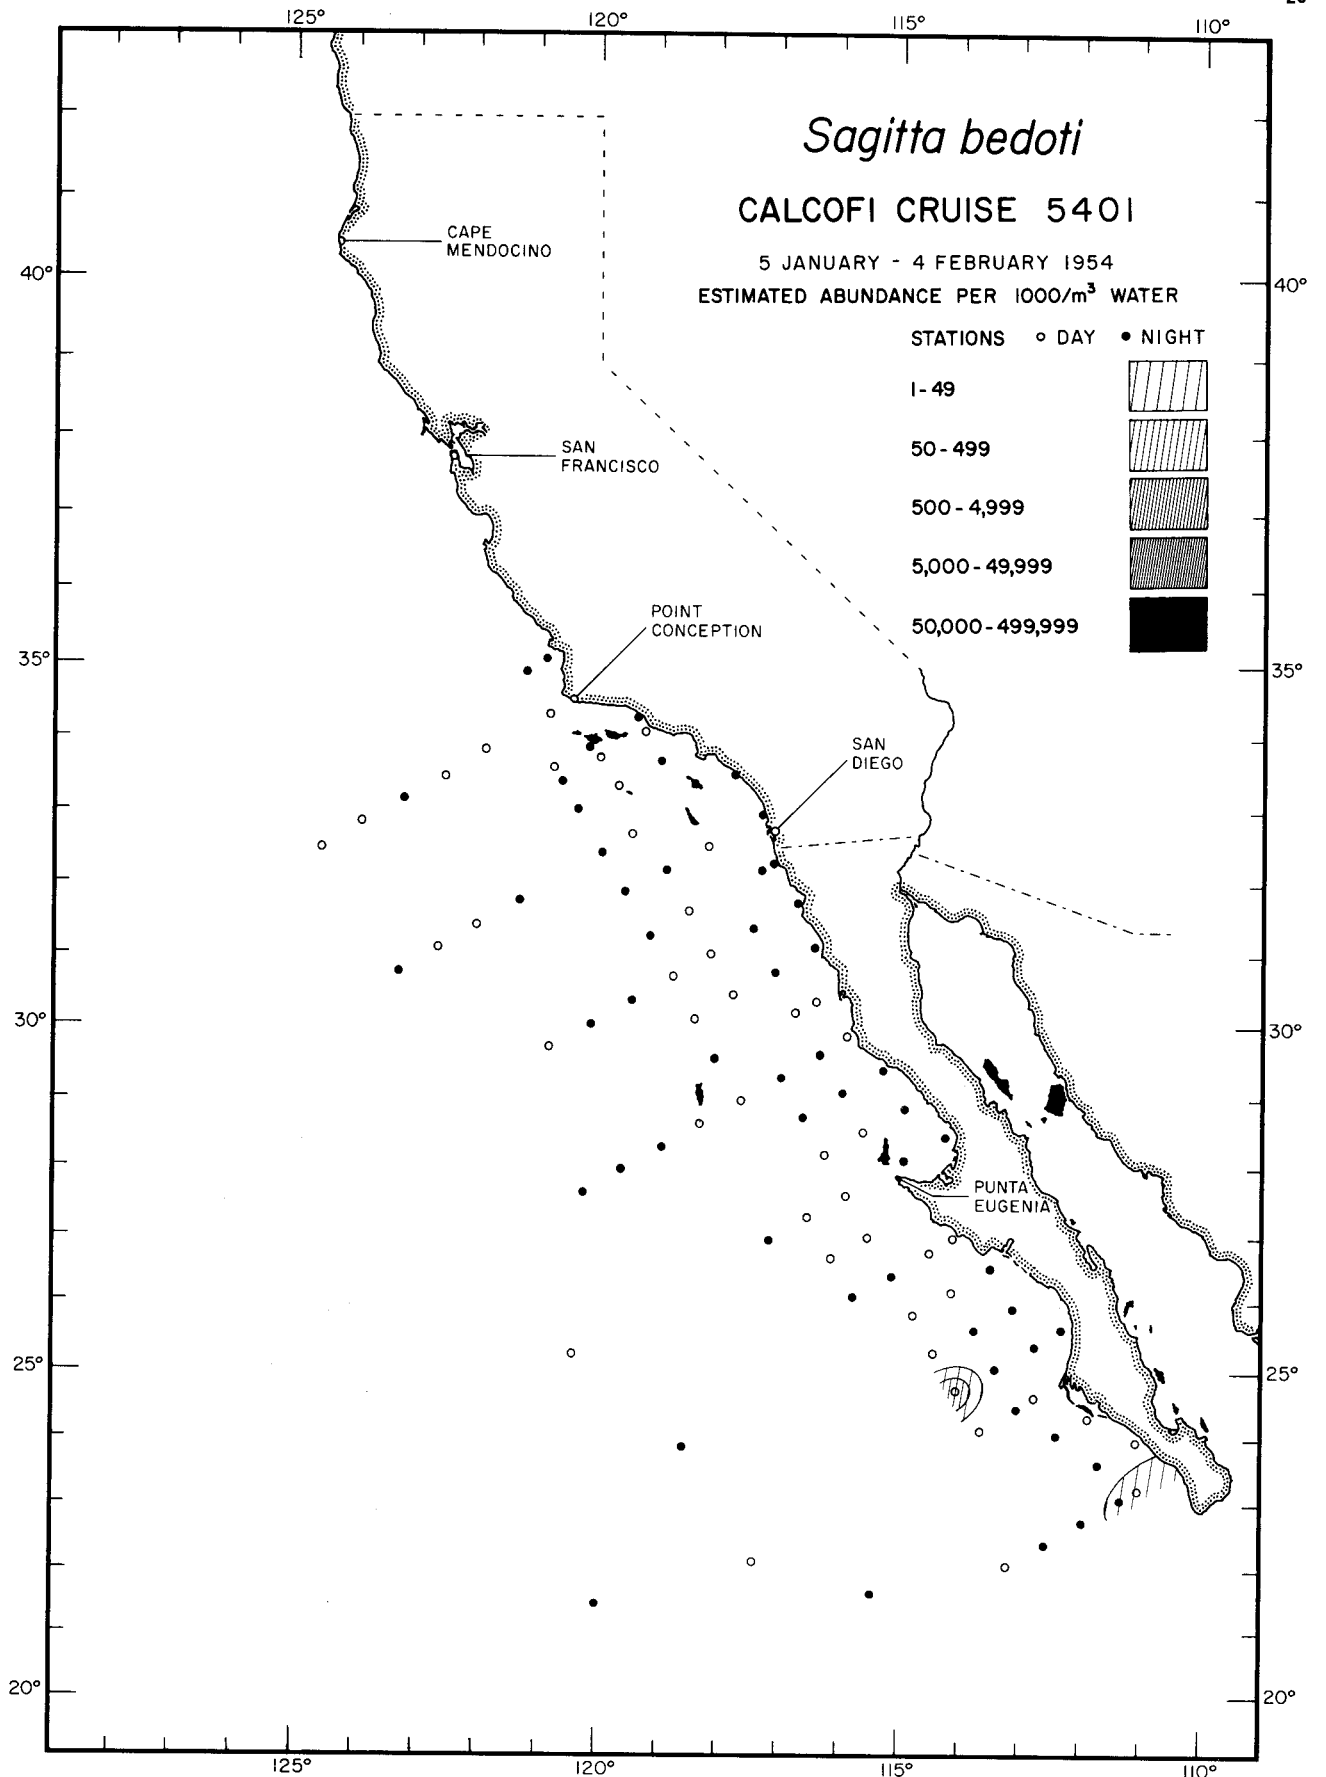 125°
120°
115°
110°
Sagitta bedoti
CALCOFI CRUISE 5401
5 JANUARY - 4 FEBRUARY 1954
ESTIMATED ABUNDANCE PER 1000/m³ WATER
STATIONS ○ DAY ● NIGHT
1-49
50-499
500-4,999
5,000-49,999
50,000-499,999
CAPE
MENDOCINO
40°
40°
SAN
FRANCISCO
POINT
CONCEPTION
35°
35°
SAN
DIEGO
30°
30°
PUNTA
EUGENIA
25°
25°
20°
20°
125°
120°
115°
110°